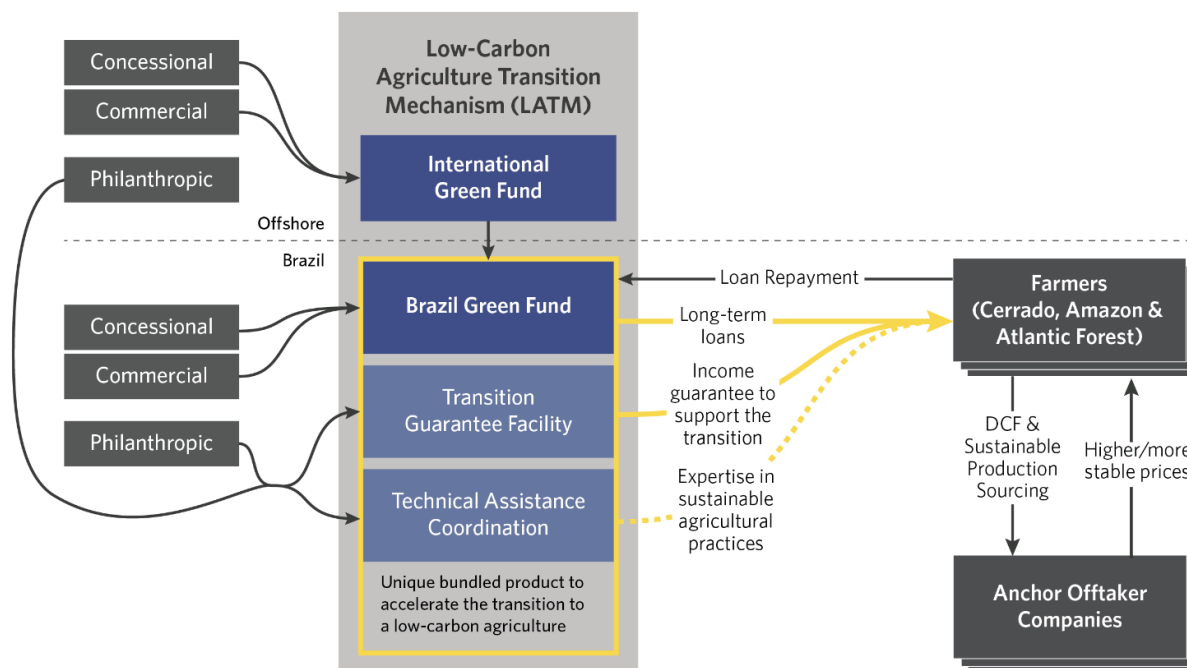 Low-Carbon
Agriculture Transition
Mechanism (LATM)
Concessional
Commercial
Philanthropic
International
Green Fund
Offshore
Brazil
Brazil Green Fund
Concessional
Commercial
Philanthropic
Transition
Guarantee Facility
Technical Assistance
Coordination
Unique bundled product to
accelerate the transition to
a low-carbon agriculture
Loan Repayment
Long-term
loans
Income
guarantee to
support the
transition
Expertise in
sustainable
agricultural
practices
Farmers
(Cerrado, Amazon &
Atlantic Forest)
DCF &
Sustainable
Production
Sourcing
Higher/more
stable prices
Anchor Offtaker
Companies